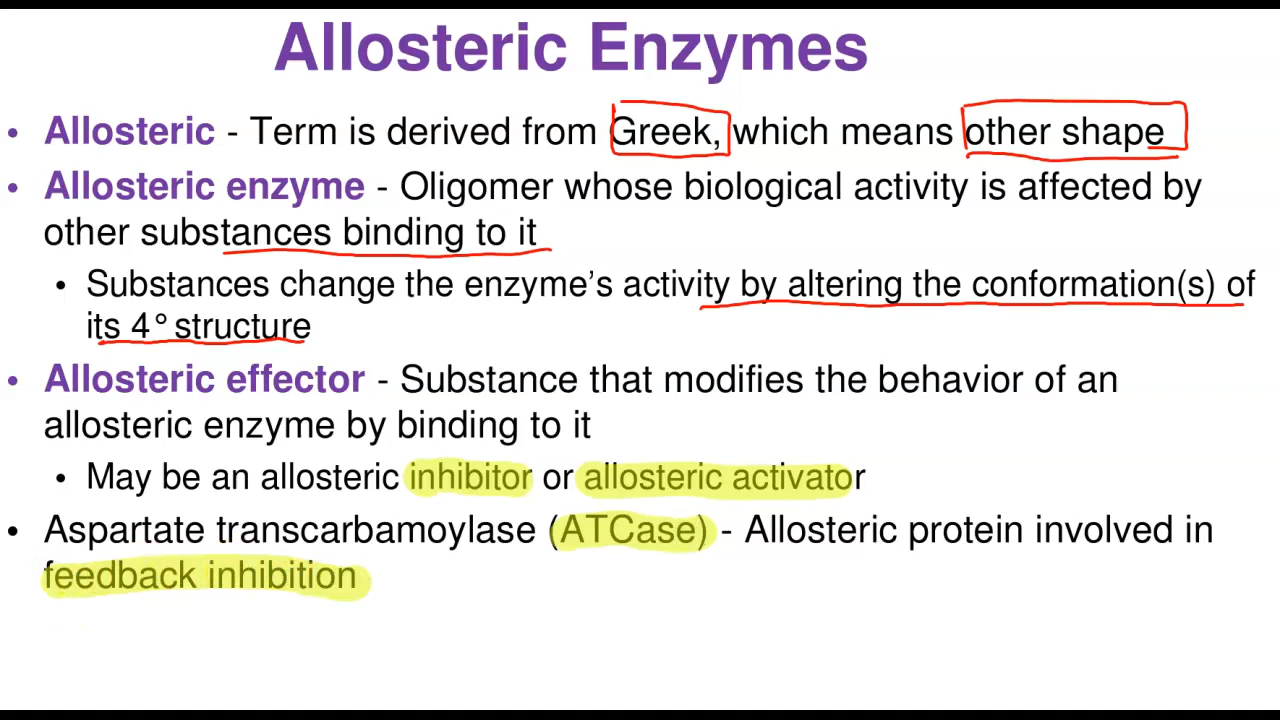 Allosteric Enzymes
• Allosteric - Term is derived from Greek, which means other shape
• Allosteric enzyme - Oligomer whose biological activity is affected by
other substances binding to it
• Substances change the enzyme’s activity by altering the conformation(s) of
its 4° structure
• Allosteric effector - Substance that modifies the behavior of an
allosteric enzyme by binding to it
• May be an allosteric inhibitor or allosteric activator
• Aspartate transcarbamoylase (ATCase) - Allosteric protein involved in
feedback inhibition